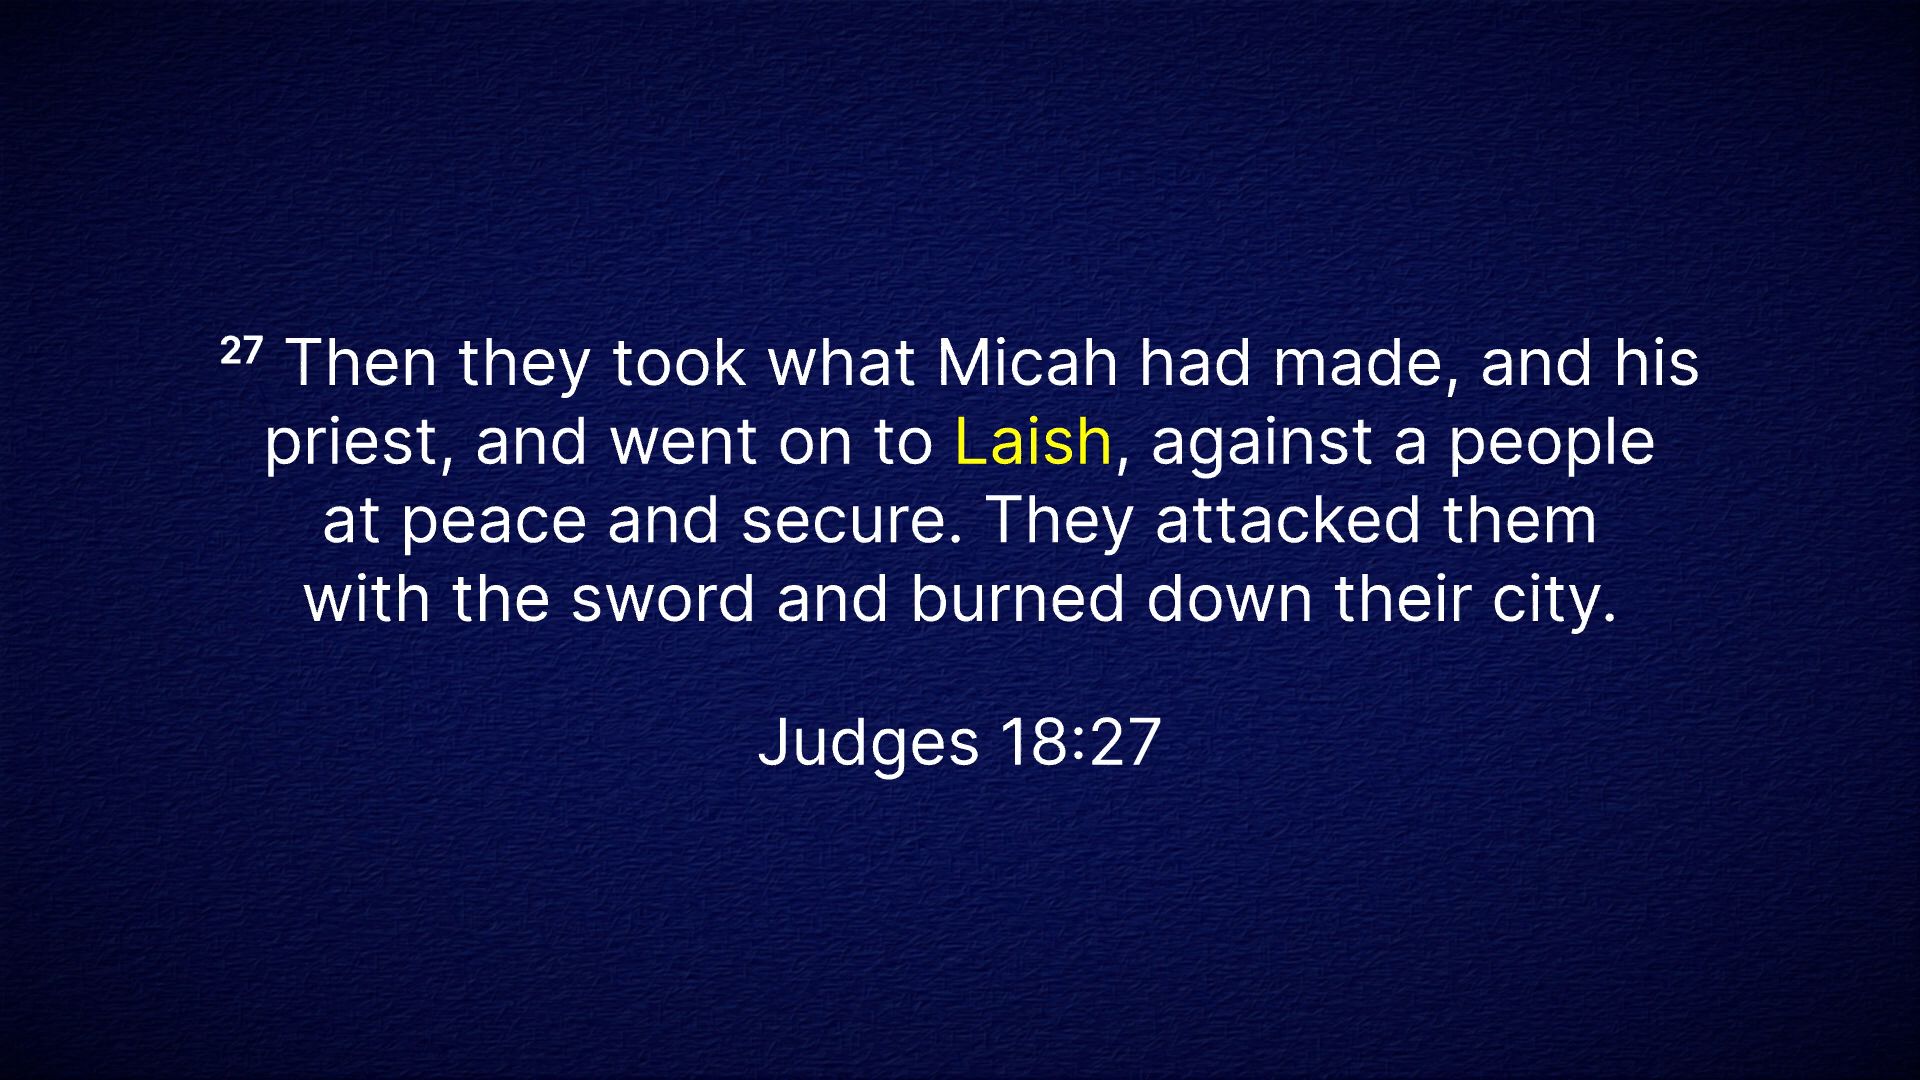 27 Then they took what Micah had made, and his
priest, and went on to Laish, against a people
at peace and secure. They attacked them
with the sword and burned down their city.
Judges 18:27